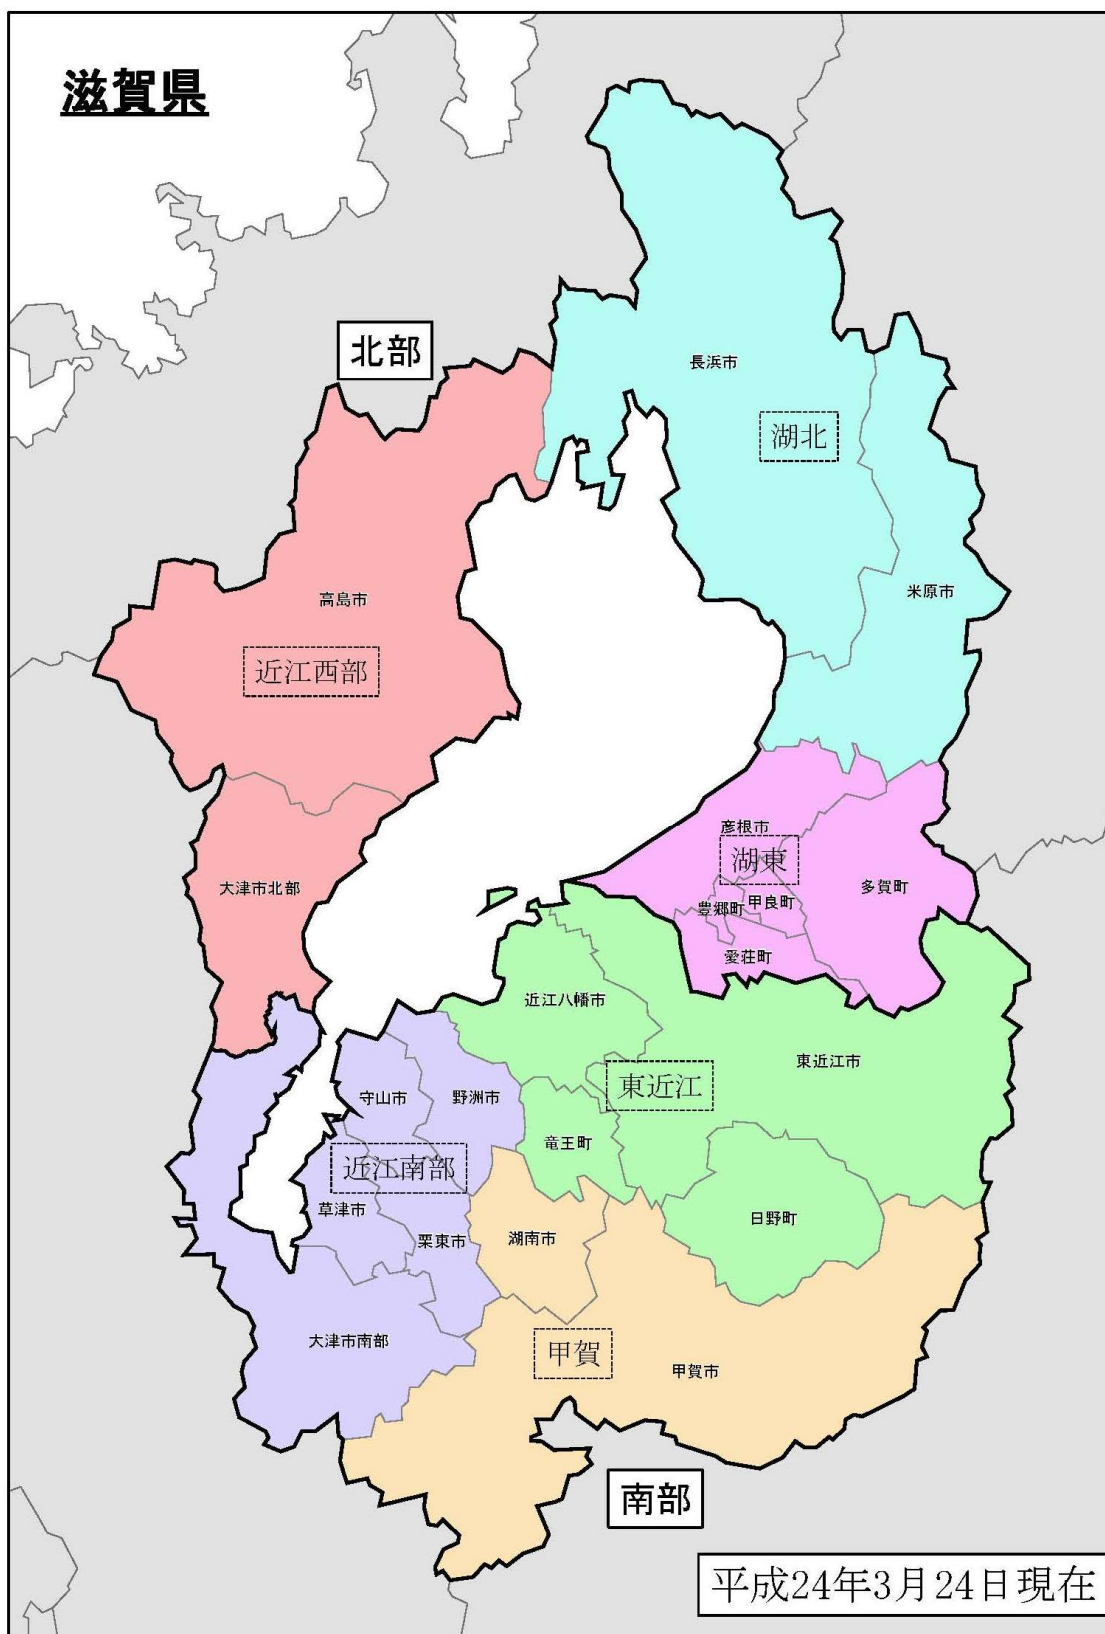 滋賀県
北部
長浜市
湖北
米原市
高島市
近江西部
彦根市
湖東
多賀町
大津市北部
豊郷町
甲良町
愛荘町
近江八幡市
東近江市
東近江
守山市
野洲市
竜王町
近江南部
草津市
栗東市
湖南市
日野町
大津市南部
甲賀
甲賀市
南部
平成24年3月24日現在